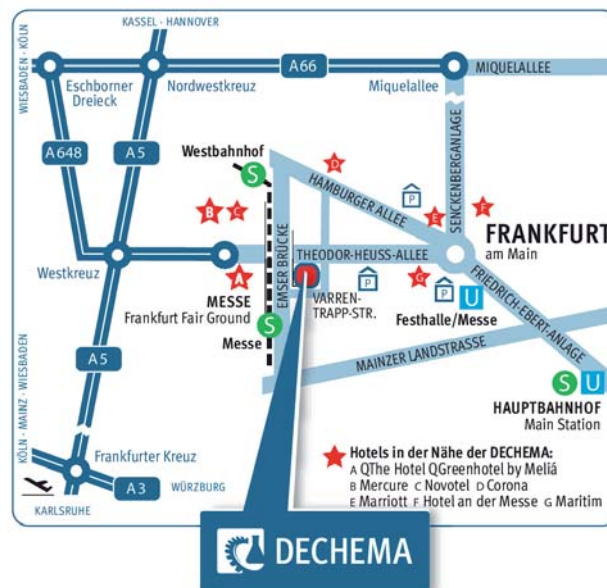 KASSEL - HANNOVER
WIESBADEN - KÖLN
A66
MIQUELALLEE
Eschborner
Dreieck
Nordwestkreuz
Miquelallee
A 648
A5
Westbahnhof
S
D
HAMBURGER ALLEE
P
SENCKENBERGANLAGE
B
C
E
F
FRANKFURT
am Main
Westkreuz
A
EMSER BRÜCKE
THEODOR-HEUSS-ALLEE
G
P
P
U
MESSE
Frankfurt Fair Ground
VARREN-
TRAPP-STR.
Festhalle/Messe
FRIEDRICH-EBERT-ANLAGE
Messe
S
MAINZER LANDSTRASSE
A5
KÖLN - MAINZ - WIESBADEN
S
U
HAUPTBAHNHOF
Main Station
Frankfurter Kreuz
A3
WÜRZBURG
KARLSRUHE
Hotels in der Nähe der DECHEMA:
A QThe Hotel QGreenhotel by Meliá
B Mercure C Novotel D Corona
E Marriott F Hotel an der Messe G Maritim
DECHEMA